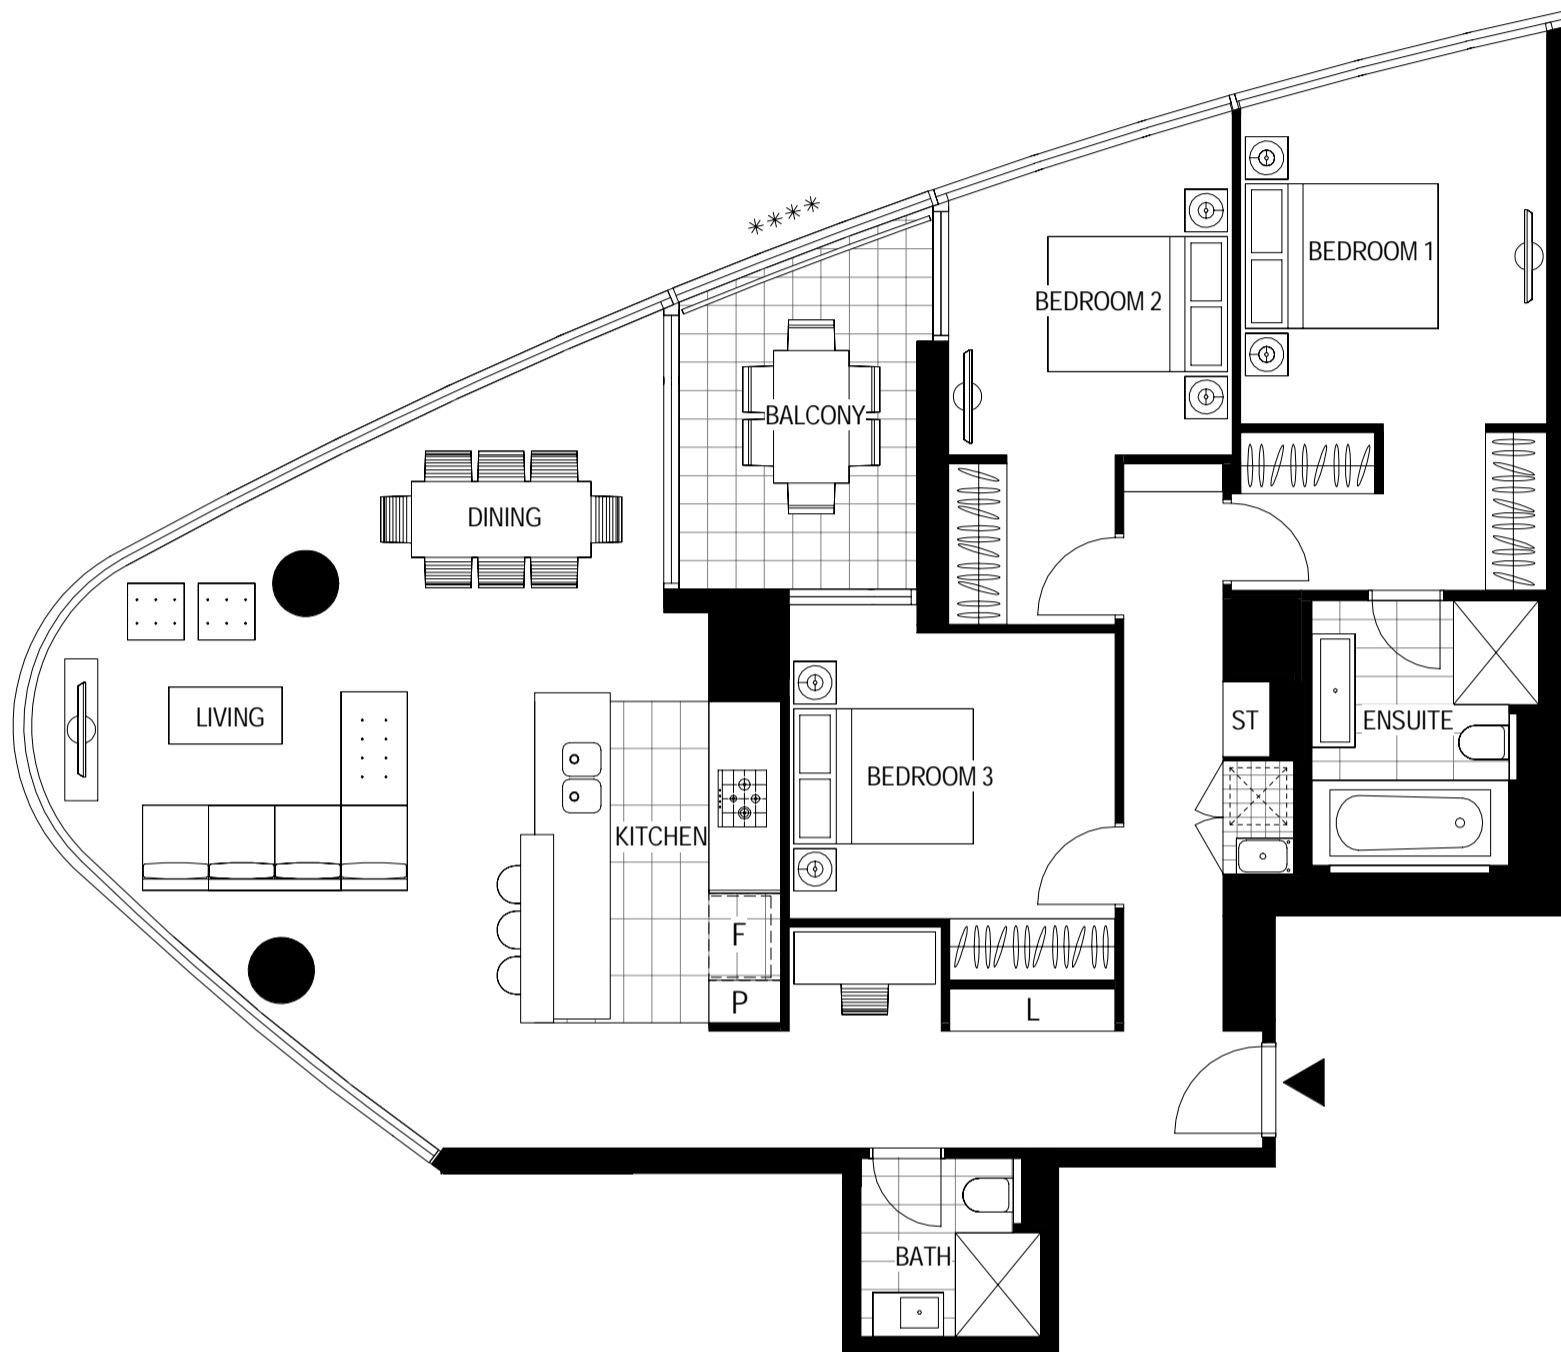 BEDROOM 1
BEDROOM 2
****
BALCONY
DINING
LIVING
ST
ENSUITE
BEDROOM 3
KITCHEN
F
P
L
BATH